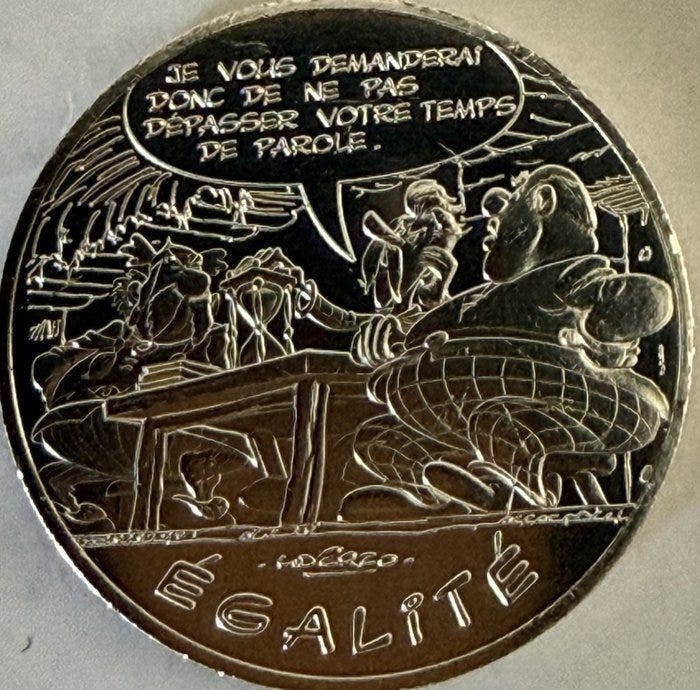 JE VOUS DEMANDERAI
DONC DE NE PAS
DÉPASSER VOTRE TEMPS
DE PAROLE.
UDERZO
ÉGALITÉ